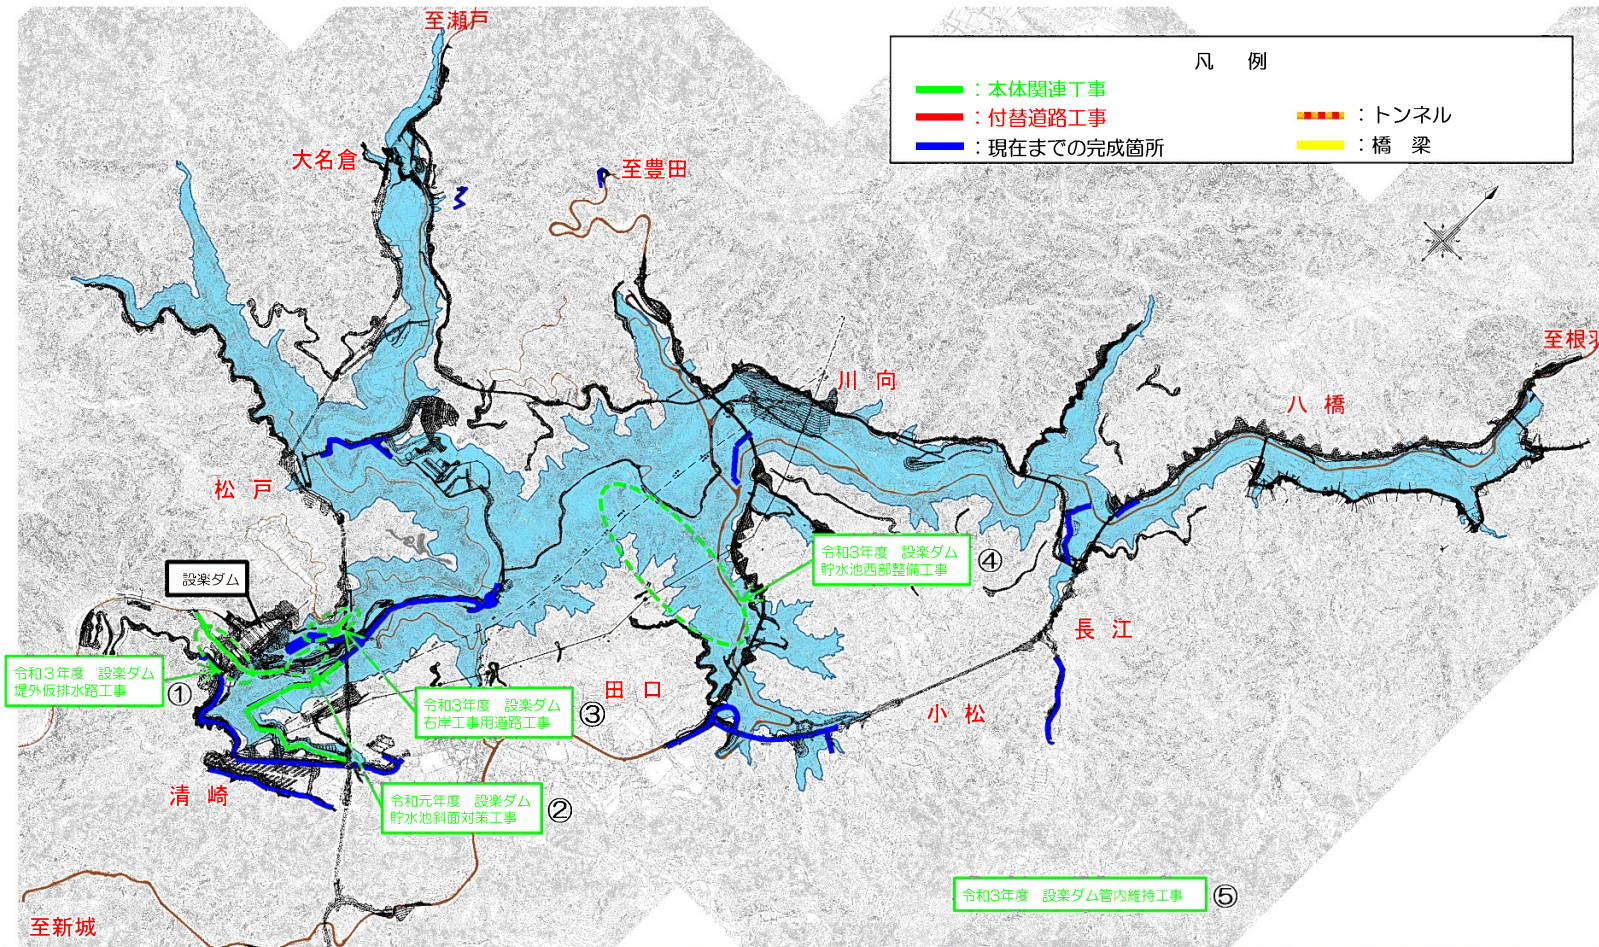 至瀬戸
凡　例
：本体関連工事
：付替道路工事
：トンネル
：現在までの完成箇所
：橋　梁
大名倉
至豊田
至根羽
川　向
八　橋
松　戸
令和3年度　設楽ダム
貯水池西部整備工事
④
設楽ダム
長　江
令和3年度　設楽ダム
堤外仮排水路工事
①
田　口
令和3年度　設楽ダム
右岸工事用道路工事
③
小　松
清　崎
令和元年度　設楽ダム
貯水池斜面対策工事
②
令和3年度　設楽ダム管内維持工事
⑤
至新城